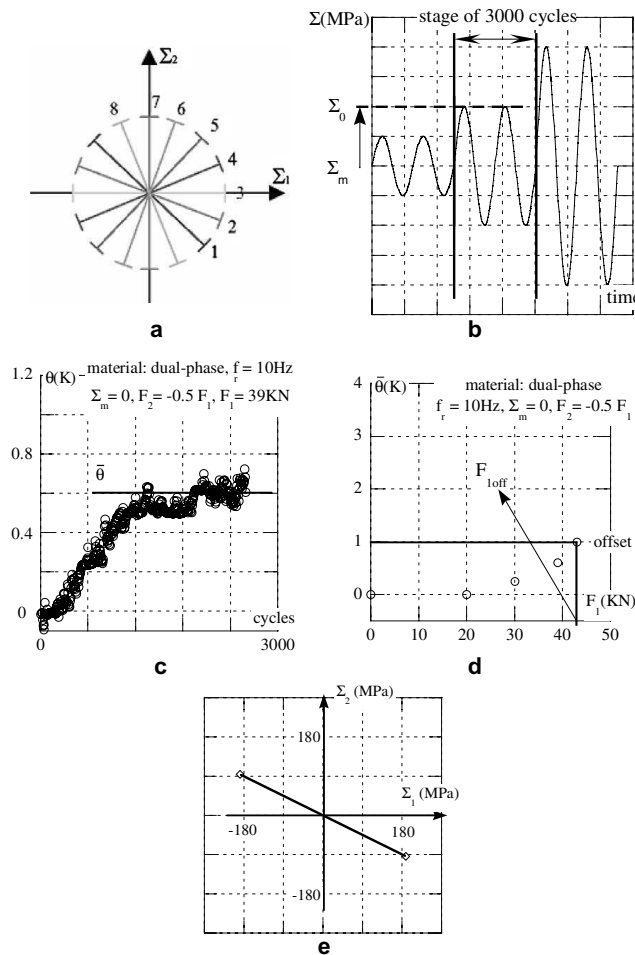 Σ₂
8 7 6
5
4
Σ₁
3
2
1
a
Σ(MPa) stage of 3000 cycles
Σ₀
Σₘ
time
b
1.2
θ(K) material: dual-phase, fᵣ = 10Hz
Σₘ = 0, F₂ = -0.5 F₁, F₁ = 39KN
θ̄
0.6
0
cycles
0 3000
c
4
θ̄(K) material: dual-phase
fᵣ = 10Hz, Σₘ = 0, F₂ = -0.5 F₁
3
F₁off
2
1 offset
0
F₁(KN)
0 10 20 30 40 50
d
Σ₂ (MPa)
180
Σ₁ (MPa)
-180 180
-180
e